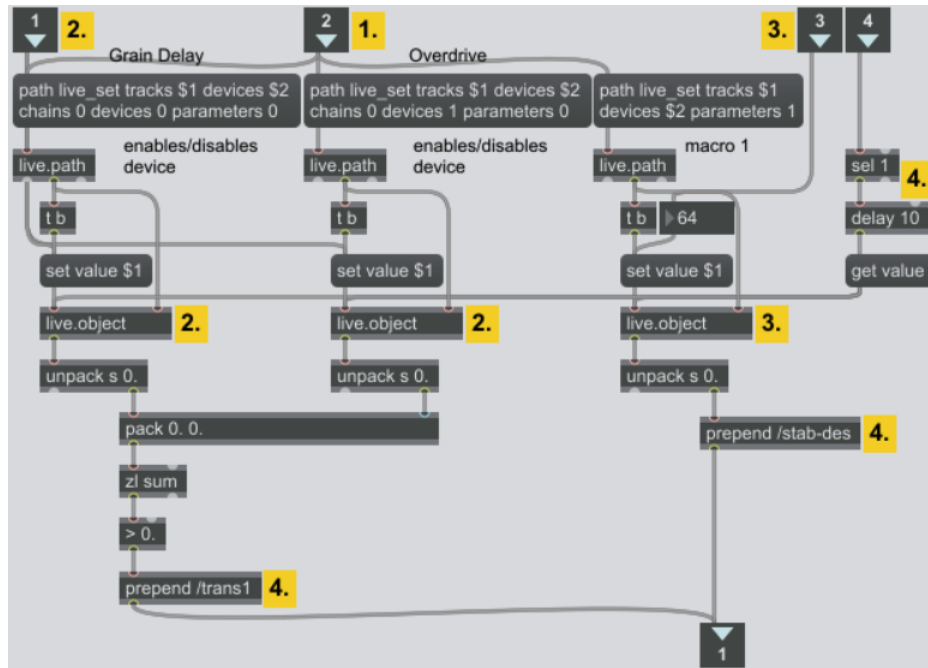 1
2.
2
1.
3.
3
4
Grain Delay
Overdrive
path live_set tracks $1 devices $2
chains 0 devices 0 parameters 0
path live_set tracks $1 devices $2
chains 0 devices 1 parameters 0
path live_set tracks $1
devices $2 parameters 1
enables/disables
device
enables/disables
device
macro 1
live.path
live.path
live.path
sel 1
4.
t b
t b
t b
64
delay 10
set value $1
set value $1
set value $1
get value
live.object
2.
live.object
2.
live.object
3.
unpack s 0.
unpack s 0.
unpack s 0.
pack 0. 0.
prepend /stab-des
4.
zl sum
> 0.
prepend /trans1
4.
1